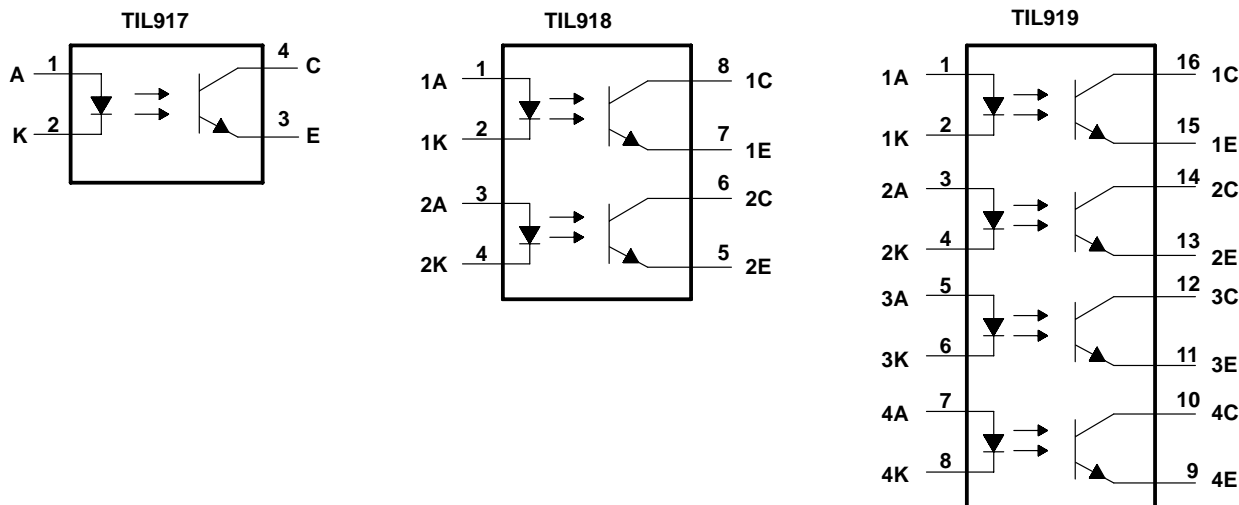 TIL917
A 1 4 C
K 2 3 E
TIL918
1A 1 8 1C
1K 2 7 1E
2A 3 6 2C
2K 4 5 2E
TIL919
1A 1 16 1C
1K 2 15 1E
2A 3 14 2C
2K 4 13 2E
3A 5 12 3C
3K 6 11 3E
4A 7 10 4C
4K 8 9 4E